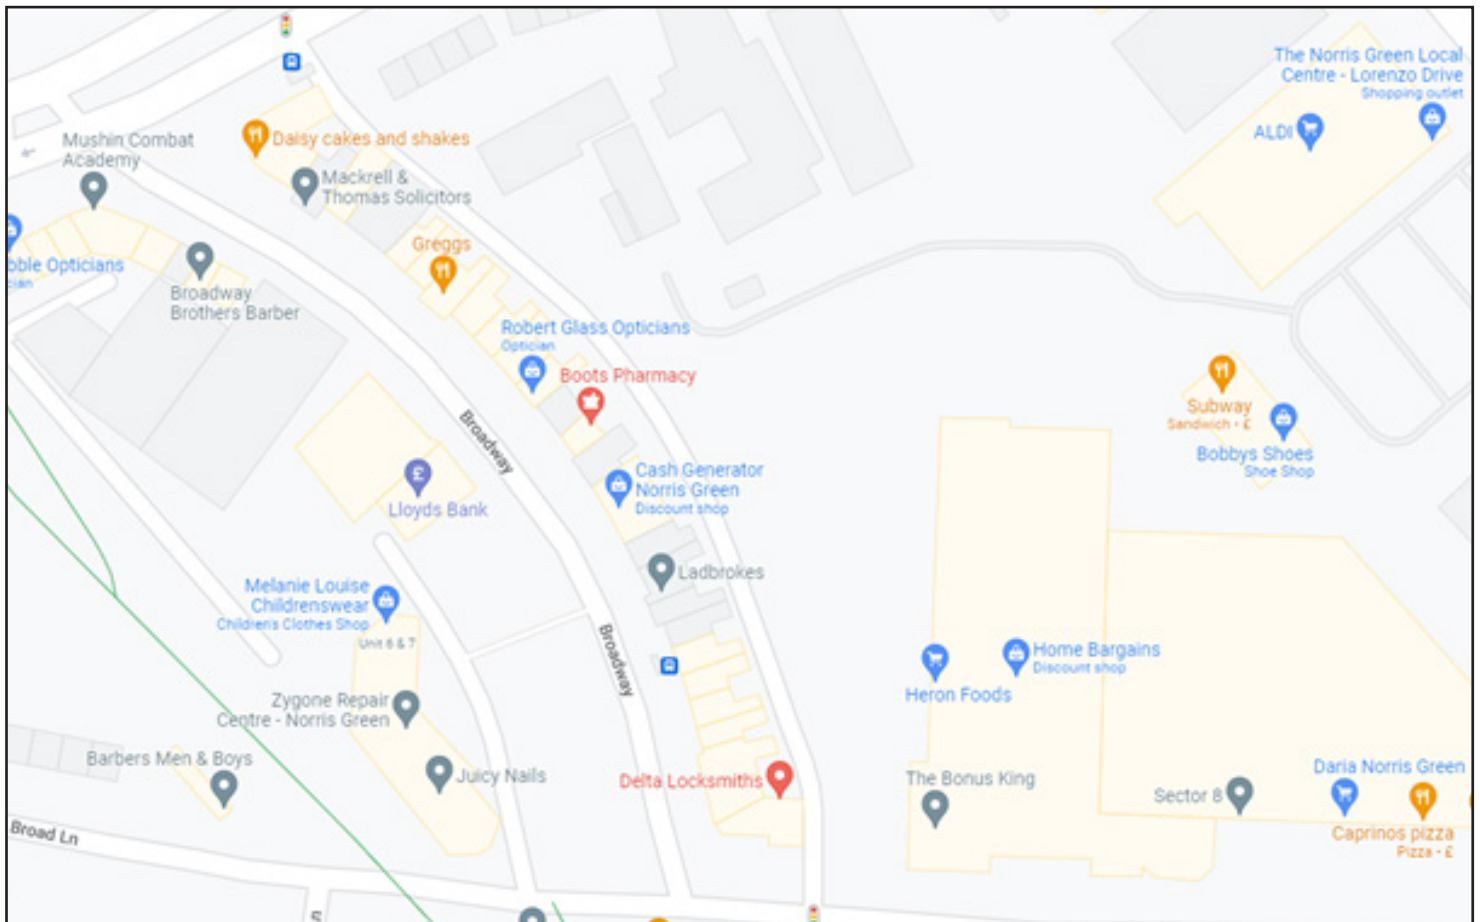 The Norris Green Local
Centre - Lorenzo Drive
Shopping outlet
ALDI
Daisy cakes and shakes
Mushin Combat
Academy
Mackrell &
Thomas Solicitors
Greggs
bble Opticians
cian
Broadway
Brothers Barber
Robert Glass Opticians
Optician
Boots Pharmacy
Subway
Sandwich • £
Bobbys Shoes
Shoe Shop
Broadway
Cash Generator
Norris Green
Discount shop
£
Lloyds Bank
Ladbrokes
Melanie Louise
Childrenswear
Children's Clothes Shop
Unit 6 & 7
Broadway
Home Bargains
Discount shop
Heron Foods
Zygone Repair
Centre - Norris Green
Barbers Men & Boys
Juicy Nails
Delta Locksmiths
The Bonus King
Sector 8
Daria Norris Green
Caprinos pizza
Pizza • £
Broad Ln